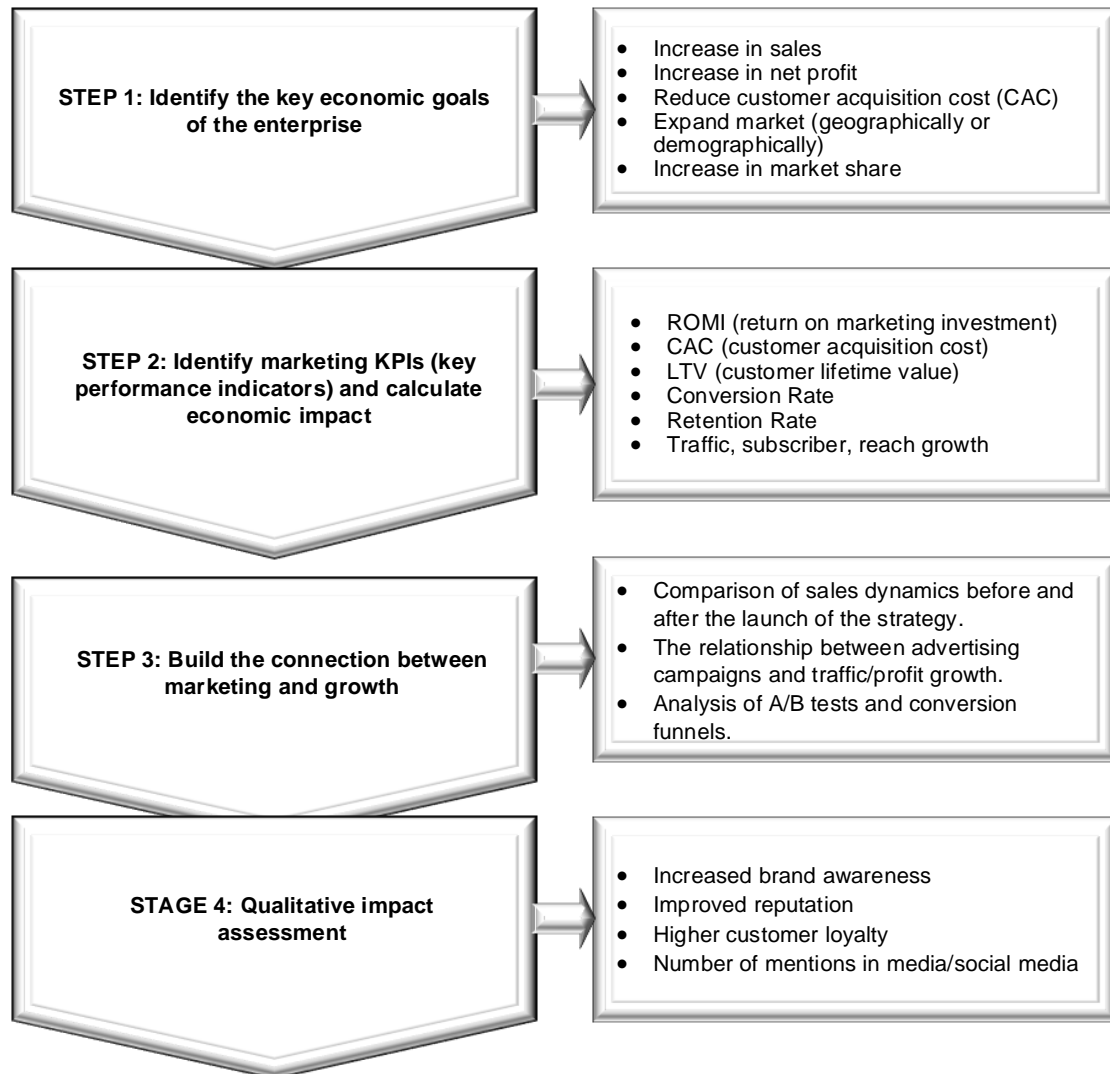 STEP 1: Identify the key economic goals
of the enterprise
• Increase in sales
• Increase in net profit
• Reduce customer acquisition cost (CAC)
• Expand market (geographically or
demographically)
• Increase in market share
STEP 2: Identify marketing KPIs (key
performance indicators) and calculate
economic impact
• ROMI (return on marketing investment)
• CAC (customer acquisition cost)
• LTV (customer lifetime value)
• Conversion Rate
• Retention Rate
• Traffic, subscriber, reach growth
STEP 3: Build the connection between
marketing and growth
• Comparison of sales dynamics before and
after the launch of the strategy.
• The relationship between advertising
campaigns and traffic/profit growth.
• Analysis of A/B tests and conversion
funnels.
STAGE 4: Qualitative impact
assessment
• Increased brand awareness
• Improved reputation
• Higher customer loyalty
• Number of mentions in media/social media